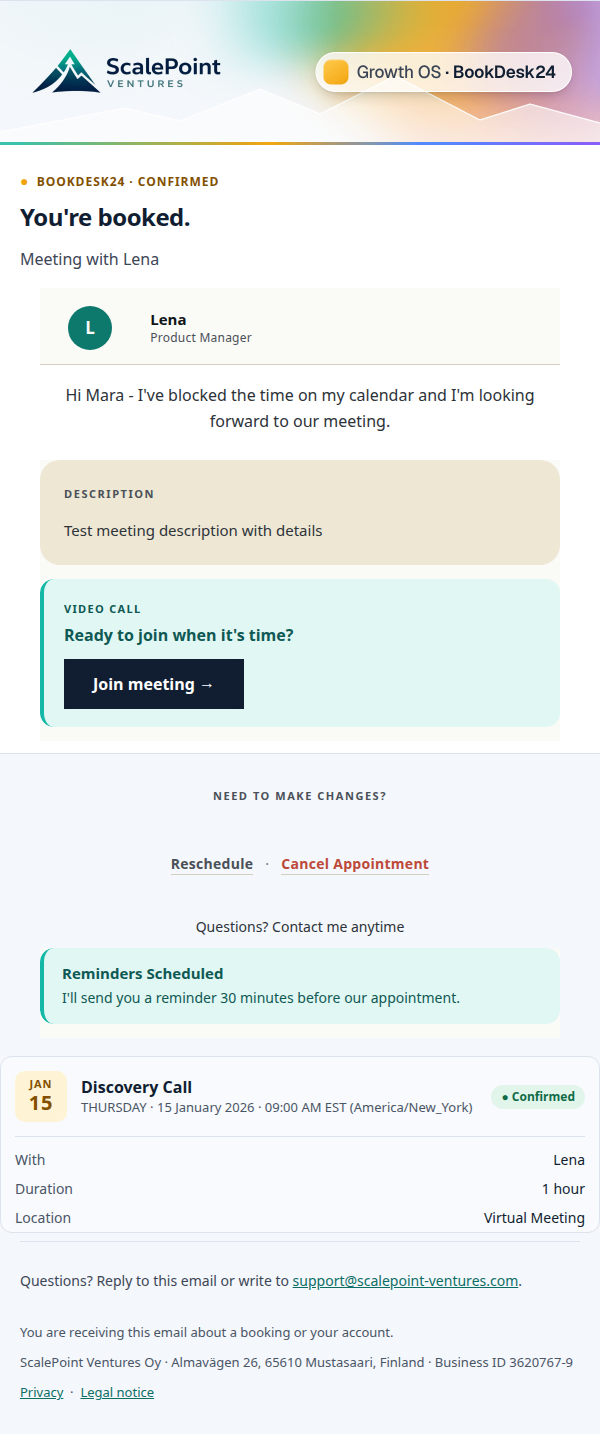 ScalePoint
VENTURES
Growth OS · BookDesk24
BOOKDESK24 · CONFIRMED
You're booked.
Meeting with Lena
L
Lena
Product Manager
Hi Mara - I've blocked the time on my calendar and I'm looking
forward to our meeting.
DESCRIPTION
Test meeting description with details
VIDEO CALL
Ready to join when it's time?
Join meeting →
NEED TO MAKE CHANGES?
Reschedule · Cancel Appointment
Questions? Contact me anytime
Reminders Scheduled
I'll send you a reminder 30 minutes before our appointment.
JAN
15
Discovery Call
THURSDAY · 15 January 2026 · 09:00 AM EST (America/New_York)
● Confirmed
With Lena
Duration 1 hour
Location Virtual Meeting
Questions? Reply to this email or write to support@scalepoint-ventures.com.
You are receiving this email about a booking or your account.
ScalePoint Ventures Oy · Almavägen 26, 65610 Mustasaari, Finland · Business ID 3620767-9
Privacy · Legal notice